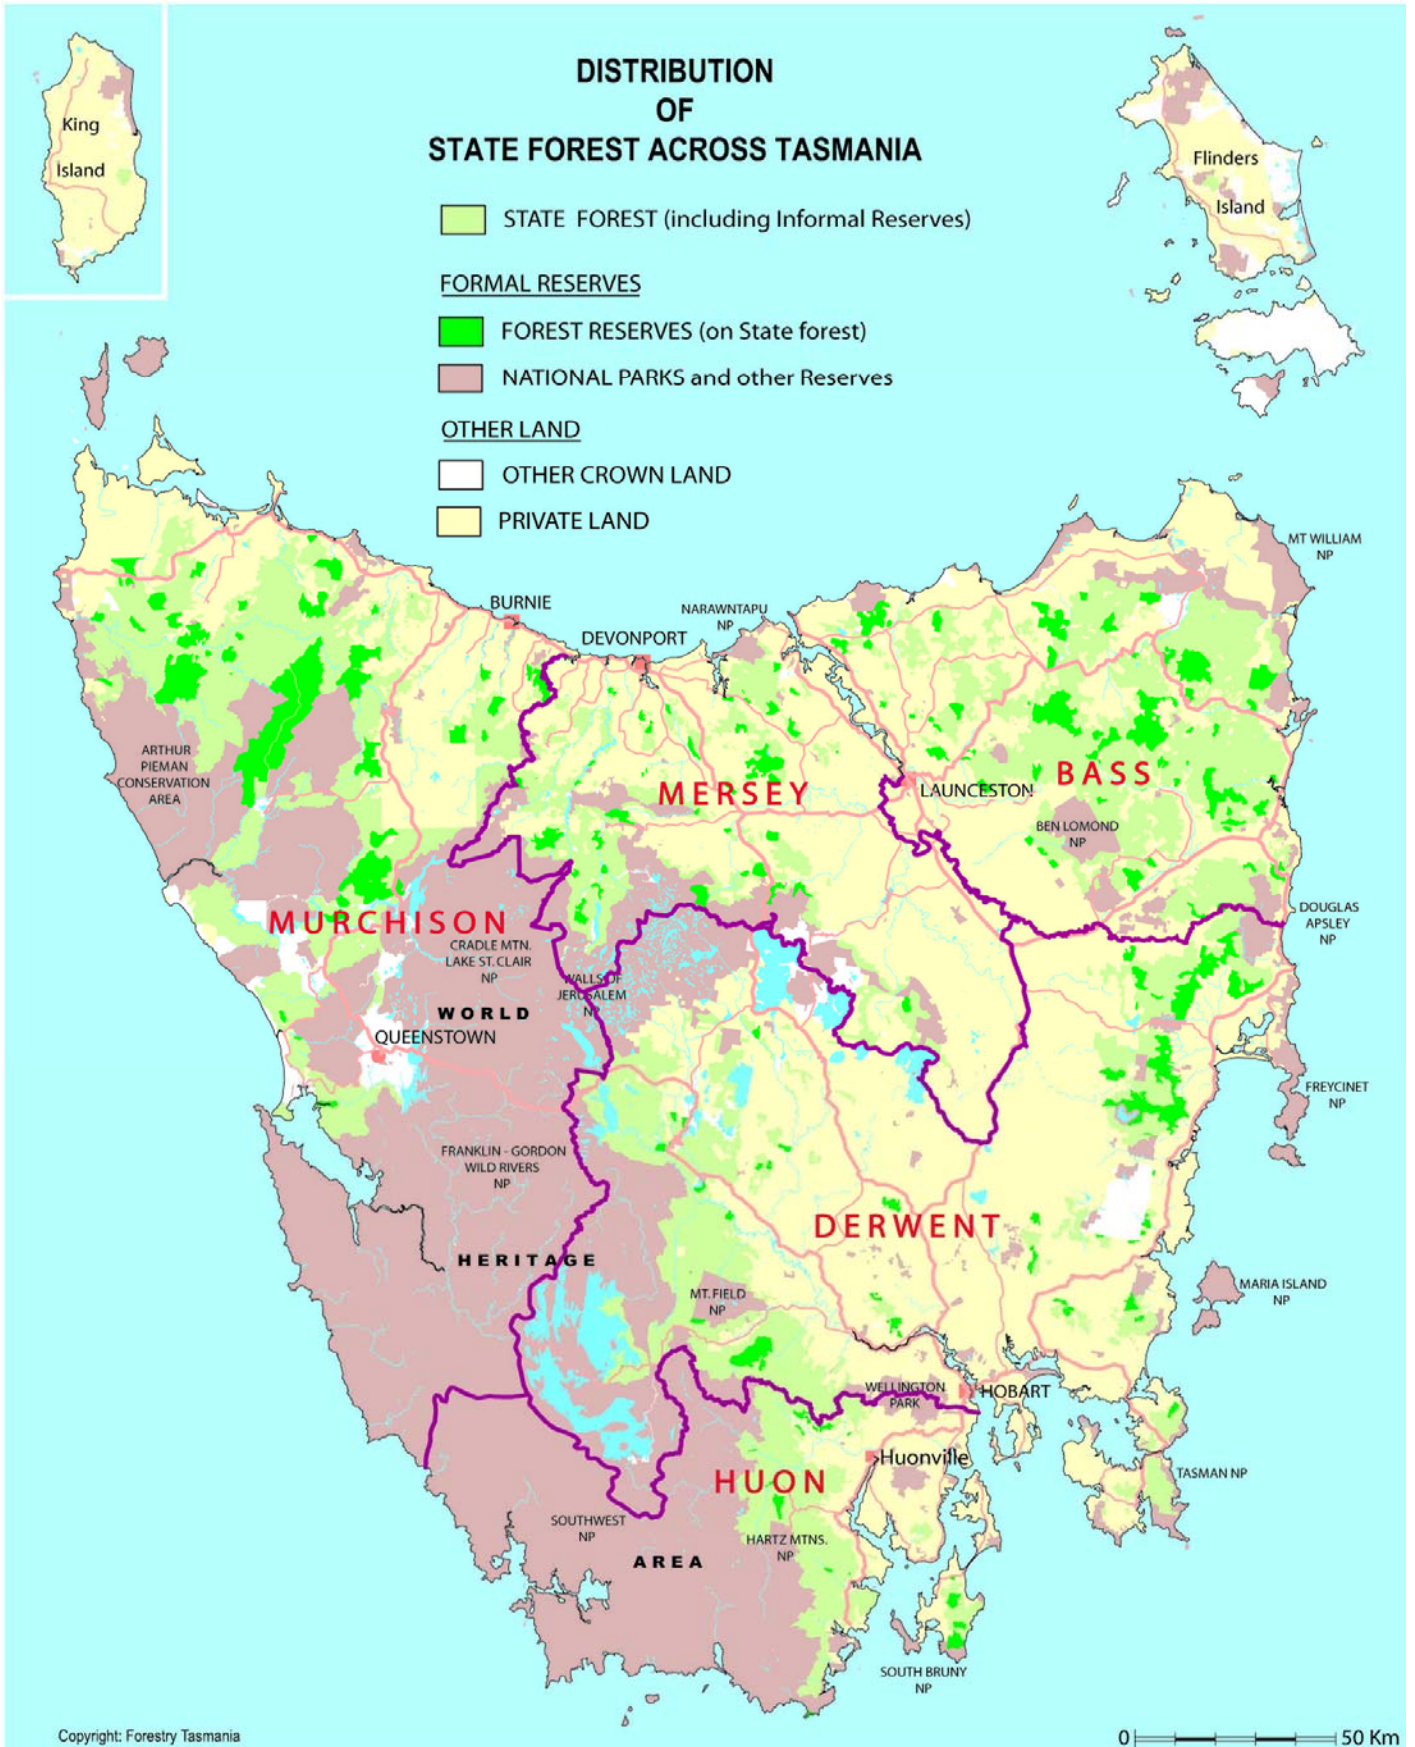 DISTRIBUTION
OF
STATE FOREST ACROSS TASMANIA
STATE FOREST (including Informal Reserves)
FORMAL RESERVES
FOREST RESERVES (on State forest)
NATIONAL PARKS and other Reserves
OTHER LAND
OTHER CROWN LAND
PRIVATE LAND
King
Island
Flinders
Island
MT WILLIAM
NP
BURNIE
NARAWNTAPU
NP
DEVONPORT
ARTHUR
PIEMAN
CONSERVATION
AREA
MERSEY
BASS
LAUNCESTON
BEN LOMOND
NP
MURCHISON
DOUGLAS
APSLEY
NP
CRADLE MTN.
LAKE ST. CLAIR
NP
WALLS OF
JERUSALEM
NP
WORLD
QUEENSTOWN
FREYCINET
NP
FRANKLIN - GORDON
WILD RIVERS
NP
DERWENT
HERITAGE
MT. FIELD
NP
MARIA ISLAND
NP
WELLINGTON
PARK
HOBART
Huonville
HUON
TASMAN NP
SOUTHWEST
NP
HARTZ MTNS.
NP
AREA
SOUTH BRUNY
NP
Copyright: Forestry Tasmania
0 50 Km